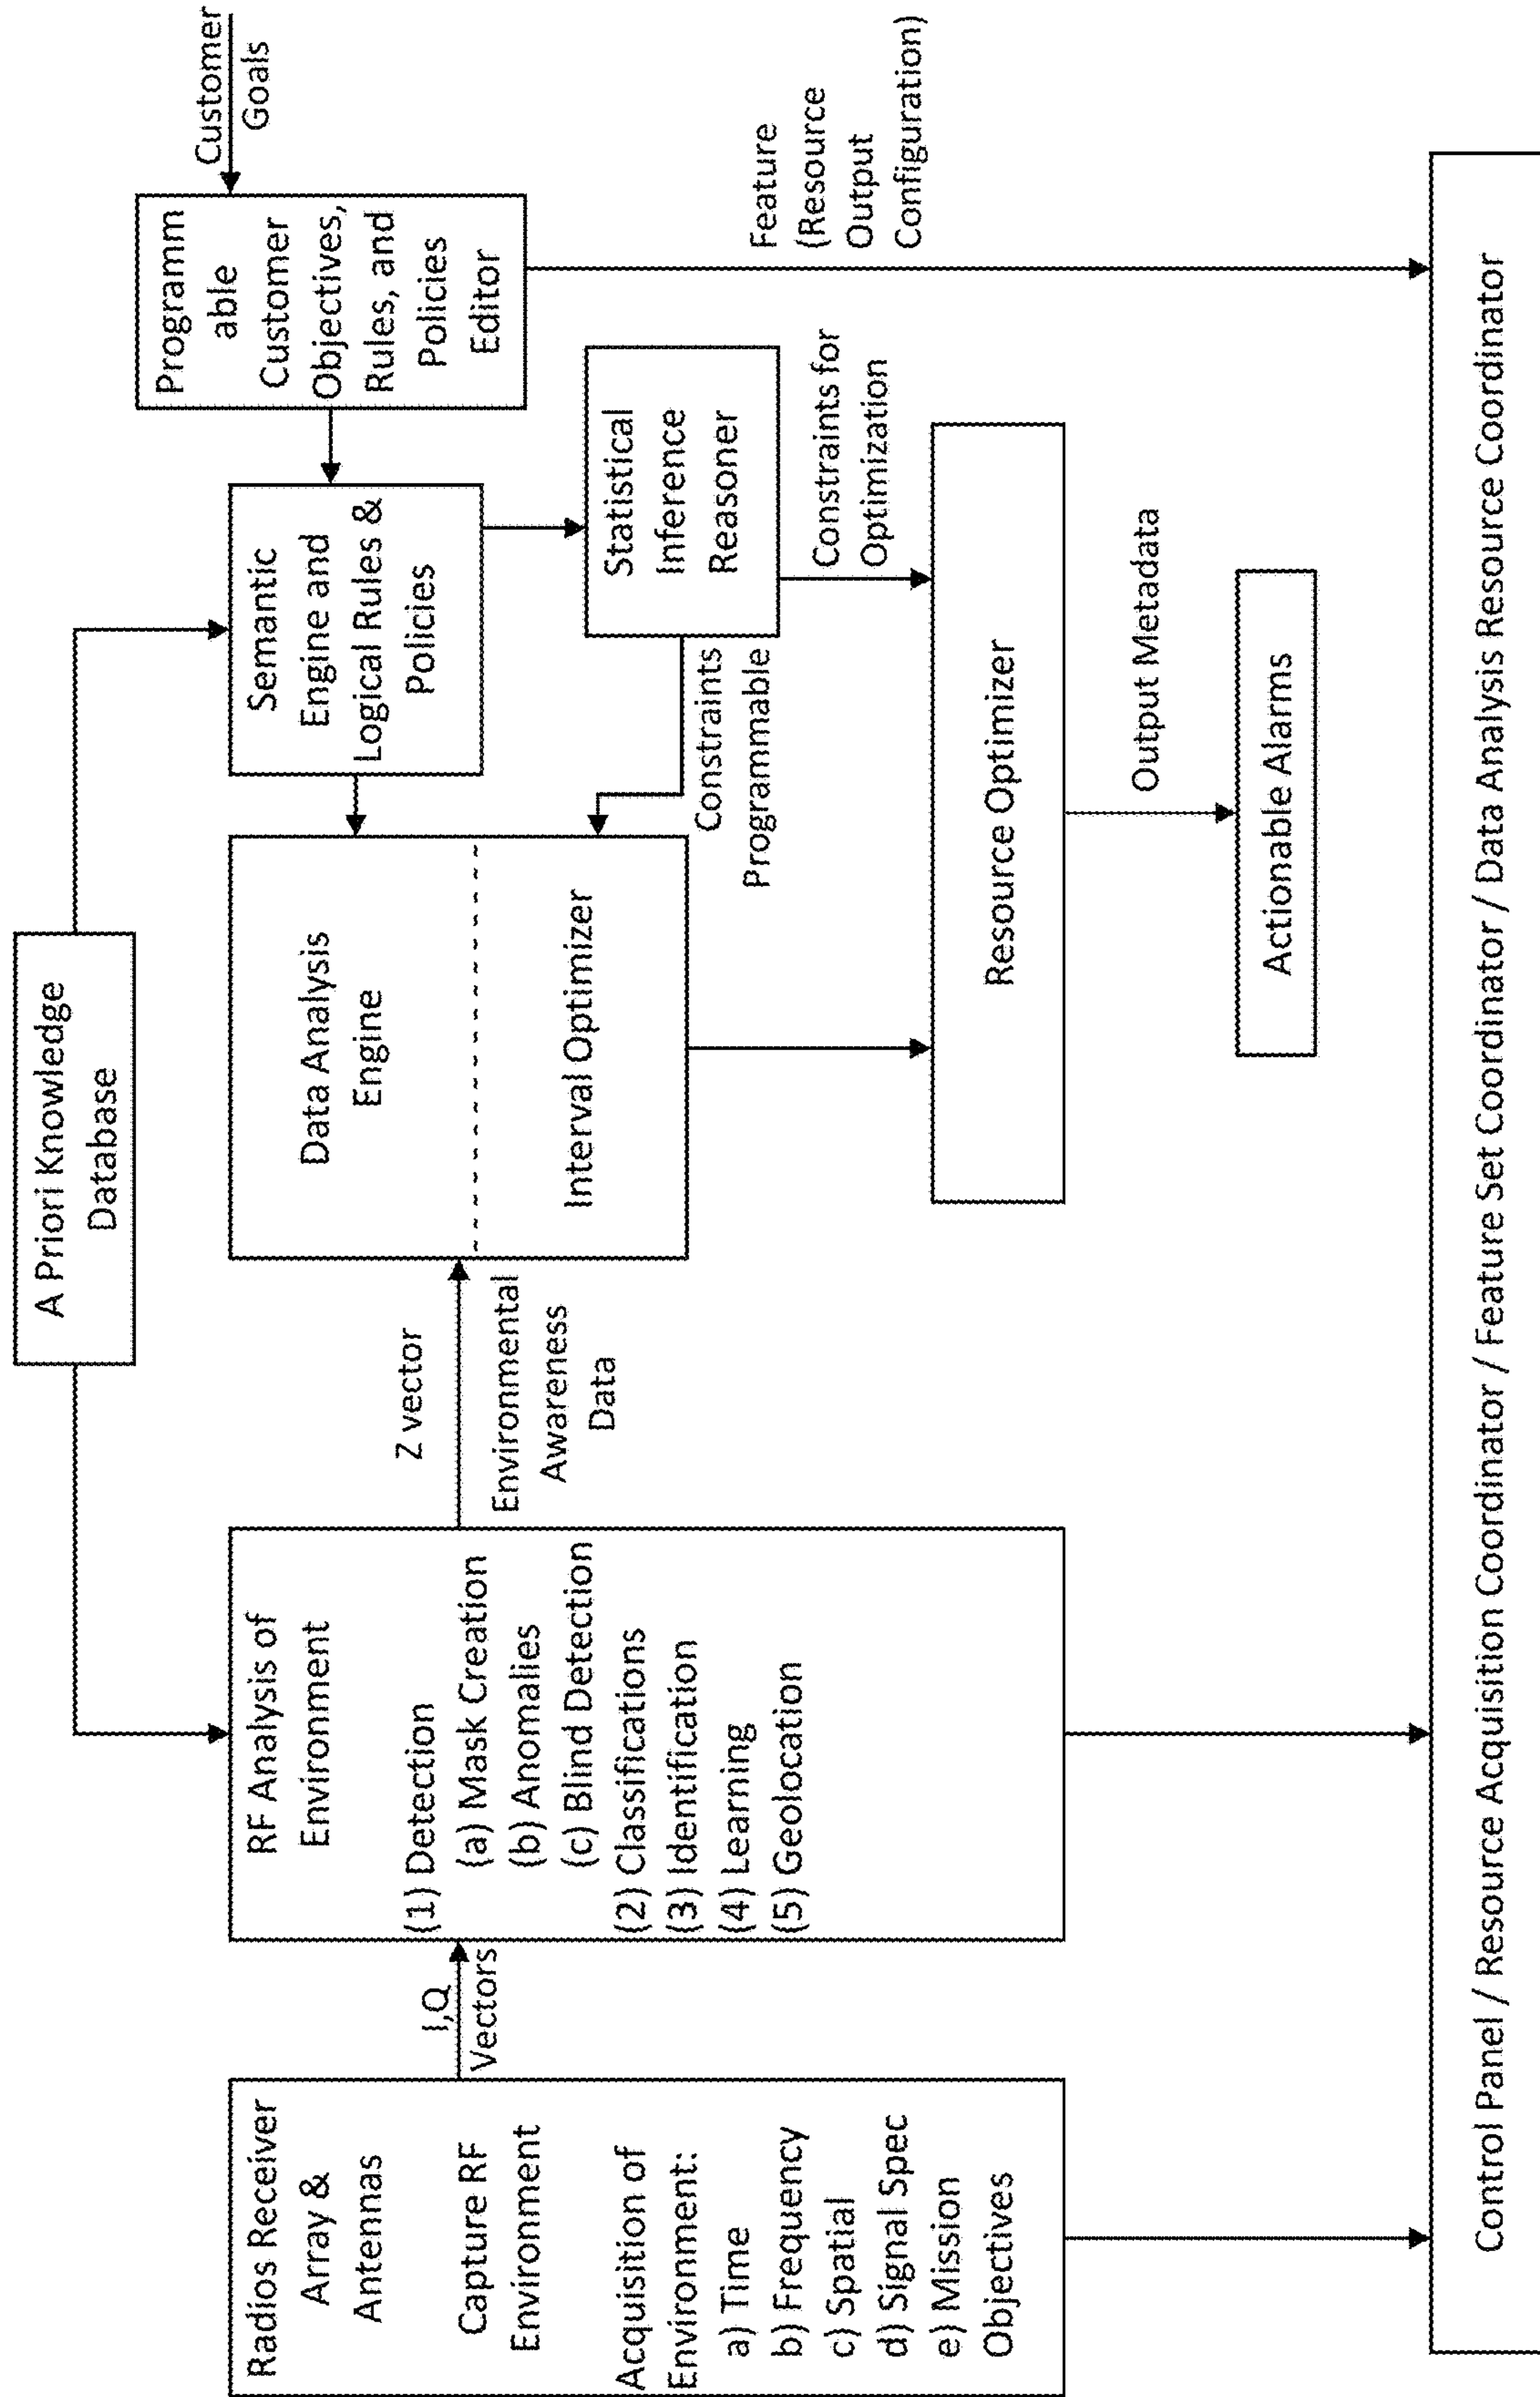 A Priori Knowledge
Database
Radios Receiver
Array &
Antennas
Capture RF
Environment
Acquisition of
Environment:
a) Time
b) Frequency
c) Spatial
d) Signal Spec
e) Mission
Objectives
I,Q
Vectors
RF Analysis of
Environment
(1) Detection
(a) Mask Creation
(b) Anomalies
(c) Blind Detection
(2) Classifications
(3) Identification
(4) Learning
(5) Geolocation
Z vector
Environmental
Awareness
Data
Data Analysis
Engine
Interval Optimizer
Semantic
Engine and
Logical Rules &
Policies
Programm
able
Customer
Objectives,
Rules, and
Policies
Editor
Customer
Goals
Statistical
Inference
Reasoner
Constraints
Programmable
Constraints for
Optimization
Feature
(Resource
Output
Configuration)
Resource Optimizer
Output Metadata
Actionable Alarms
Control Panel / Resource Acquisition Coordinator / Feature Set Coordinator / Data Analysis Resource Coordinator